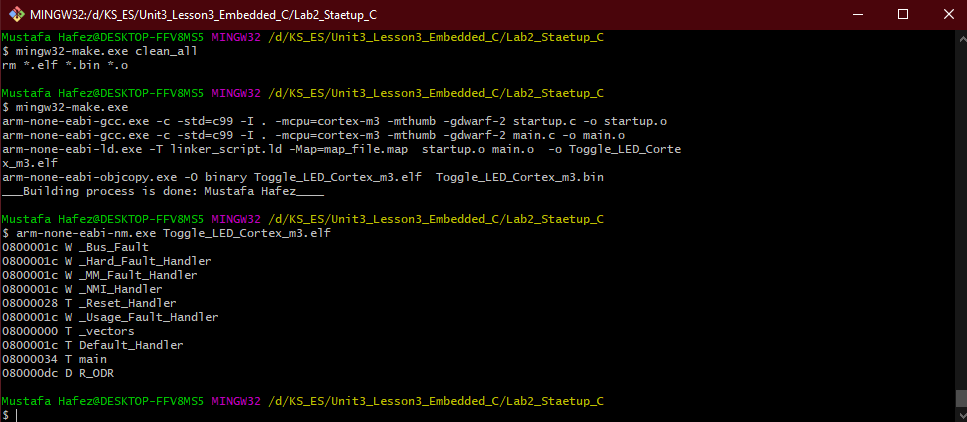 MINGW32:/d/KS_ES/Unit3_Lesson3_Embedded_C/Lab2_Staetup_C
Mustafa Hafez@DESKTOP-FFV8MS5 MINGW32 /d/KS_ES/Unit3_Lesson3_Embedded_C/Lab2_Staetup_C
$ mingw32-make.exe clean_all
rm *.elf *.bin *.o
Mustafa Hafez@DESKTOP-FFV8MS5 MINGW32 /d/KS_ES/Unit3_Lesson3_Embedded_C/Lab2_Staetup_C
$ mingw32-make.exe
arm-none-eabi-gcc.exe -c -std=c99 -I . -mcpu=cortex-m3 -mthumb -gdwarf-2 startup.c -o startup.o
arm-none-eabi-gcc.exe -c -std=c99 -I . -mcpu=cortex-m3 -mthumb -gdwarf-2 main.c -o main.o
arm-none-eabi-ld.exe -T linker_script.ld -Map=map_file.map  startup.o main.o  -o Toggle_LED_Corte
x_m3.elf
arm-none-eabi-objcopy.exe -O binary Toggle_LED_Cortex_m3.elf  Toggle_LED_Cortex_m3.bin
___Building process is done: Mustafa Hafez____
Mustafa Hafez@DESKTOP-FFV8MS5 MINGW32 /d/KS_ES/Unit3_Lesson3_Embedded_C/Lab2_Staetup_C
$ arm-none-eabi-nm.exe Toggle_LED_Cortex_m3.elf
0800001c W _Bus_Fault
0800001c W _Hard_Fault_Handler
0800001c W _MM_Fault_Handler
0800001c W _NMI_Handler
08000028 T _Reset_Handler
0800001c W _Usage_Fault_Handler
08000000 T _vectors
0800001c T Default_Handler
08000034 T main
080000dc D R_ODR
Mustafa Hafez@DESKTOP-FFV8MS5 MINGW32 /d/KS_ES/Unit3_Lesson3_Embedded_C/Lab2_Staetup_C
$